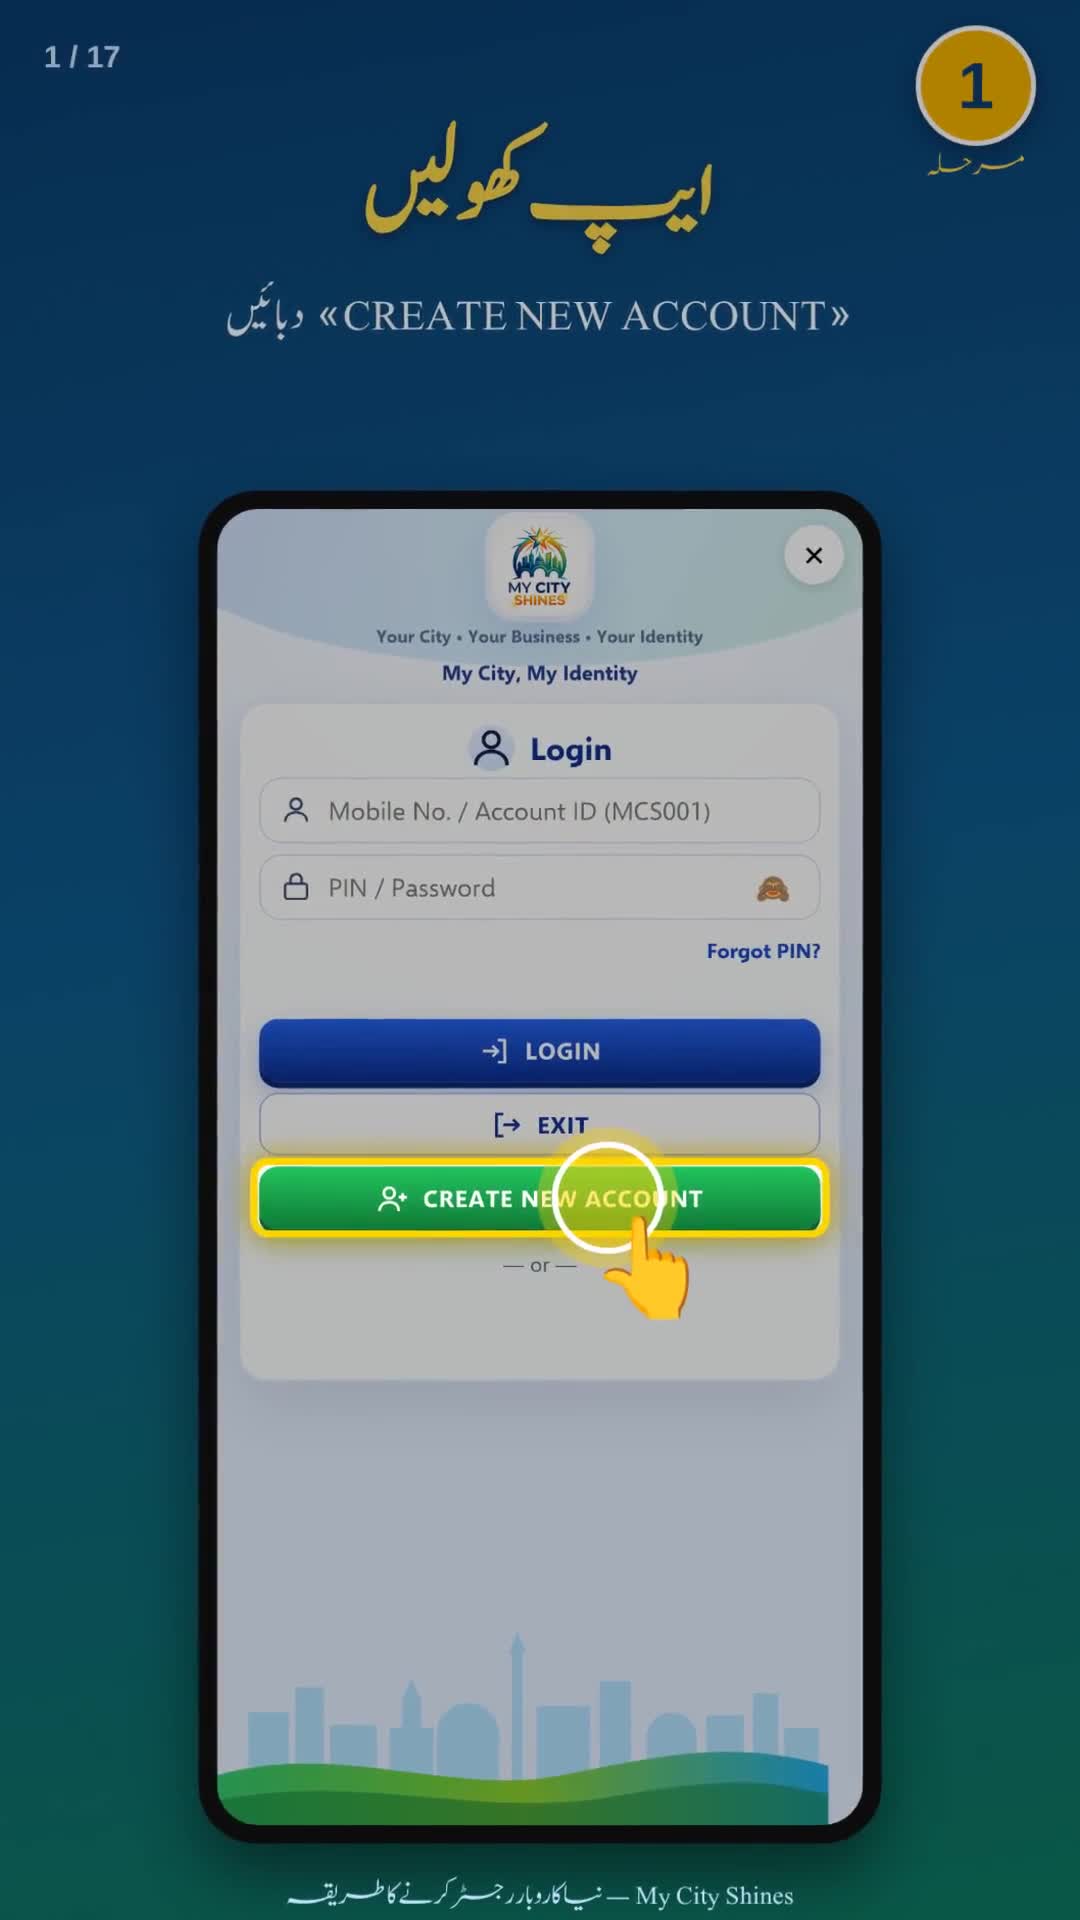 1 / 17
1
مرحلہ
ایپ کھولیں
«CREATE NEW ACCOUNT» دبائیں
MY CITY
SHINES
Your City • Your Business • Your Identity
My City, My Identity
Login
Mobile No. / Account ID (MCS001)
PIN / Password
Forgot PIN?
LOGIN
EXIT
CREATE NEW ACCOUNT
— or —
My City Shines — نیا کاروبار رجسٹر کرنے کا طریقہ